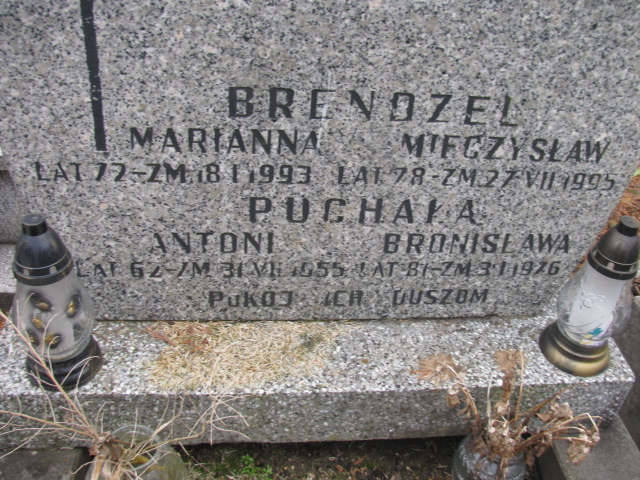 BRENDZEL
MARIANNA MIECZYSŁAW
LAT 72-ZM.18 I 1993 LAT 78-ZM.27 VII 1995
PUCHAŁA
ANTONI BRONISŁAWA
LAT 62-ZM 31 VII 1955 LAT 81-ZM.3 I 1976
POKÓJ ICH DUSZOM